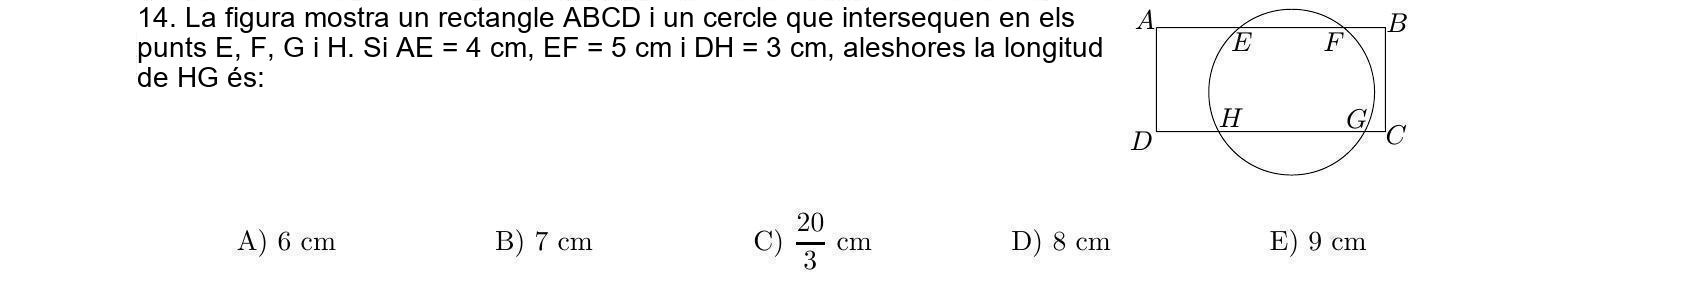 14. La figura mostra un rectangle ABCD i un cercle que intersequen en els
punts E, F, G i H. Si AE = 4 cm, EF = 5 cm i DH = 3 cm, aleshores la longitud
de HG és:
A B
E F
H G
D C
A) 6 cm B) 7 cm C) 20/3 cm D) 8 cm E) 9 cm